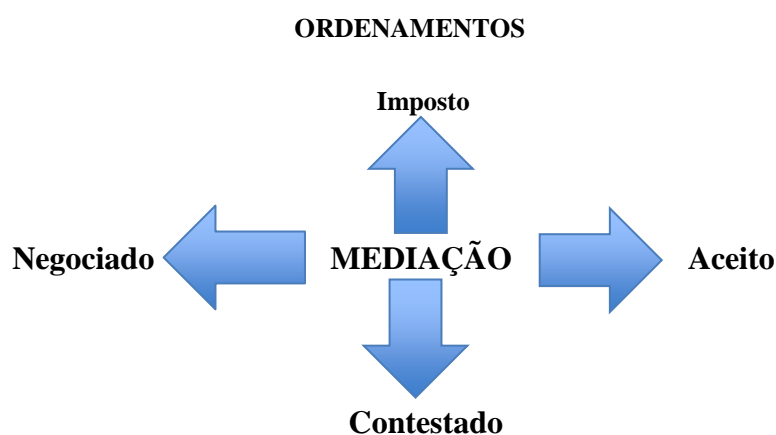 ORDENAMENTOS
Imposto
Negociado MEDIAÇÃO Aceito
Contestado